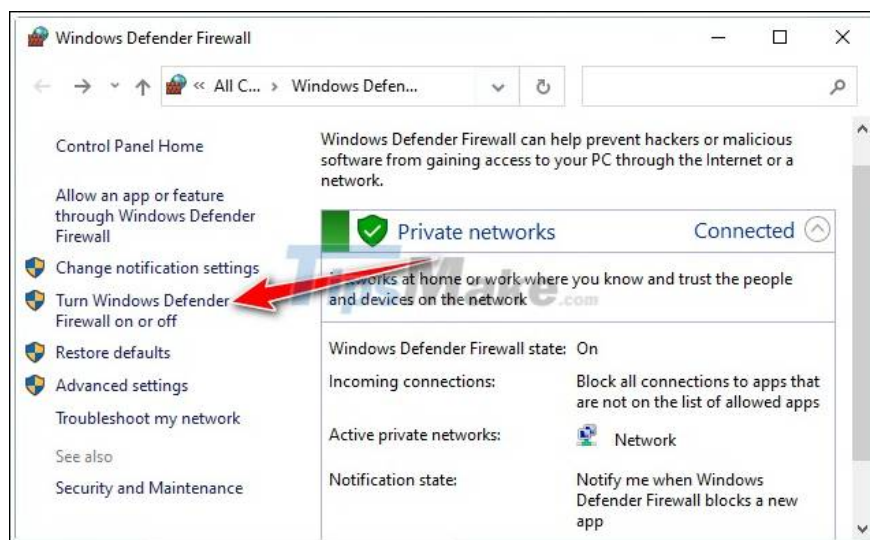 Windows Defender Firewall
« All C... › Windows Defen...
Control Panel Home
Allow an app or feature
through Windows Defender
Firewall
Change notification settings
Turn Windows Defender
Firewall on or off
Restore defaults
Advanced settings
Troubleshoot my network
See also
Security and Maintenance
Windows Defender Firewall can help prevent hackers or malicious
software from gaining access to your PC through the Internet or a
network.
Private networks Connected
at home or work where you know and trust the people
and devices on the network
TipsMake.com
Windows Defender Firewall state: On
Incoming connections: Block all connections to apps that
are not on the list of allowed apps
Active private networks: Network
Notification state: Notify me when Windows
Defender Firewall blocks a new
app